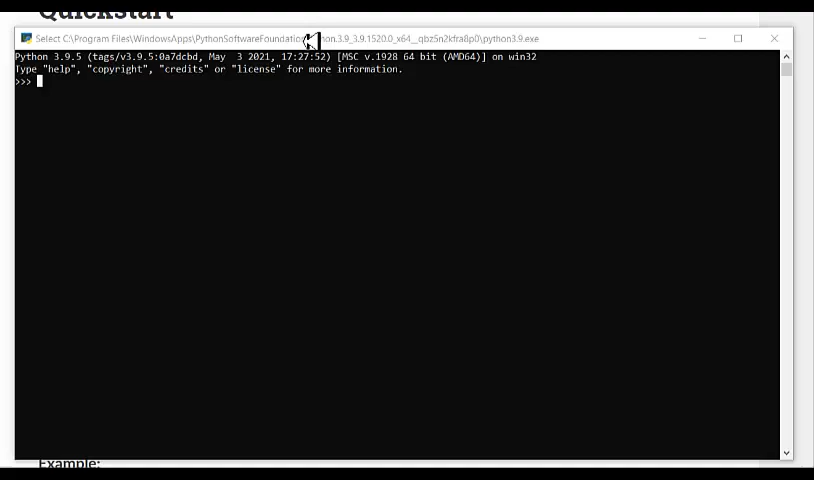 Quickstart
Select C:\Program Files\WindowsApps\PythonSoftwareFoundation hon.3.9_3.9.1520.0_x64__qbz5n2kfra8p0\python3.9.exe
Python 3.9.5 (tags/v3.9.5:0a7dcbd, May  3 2021, 17:27:52) [MSC v.1928 64 bit (AMD64)] on win32
Type "help", "copyright", "credits" or "license" for more information.
>>>
Example: